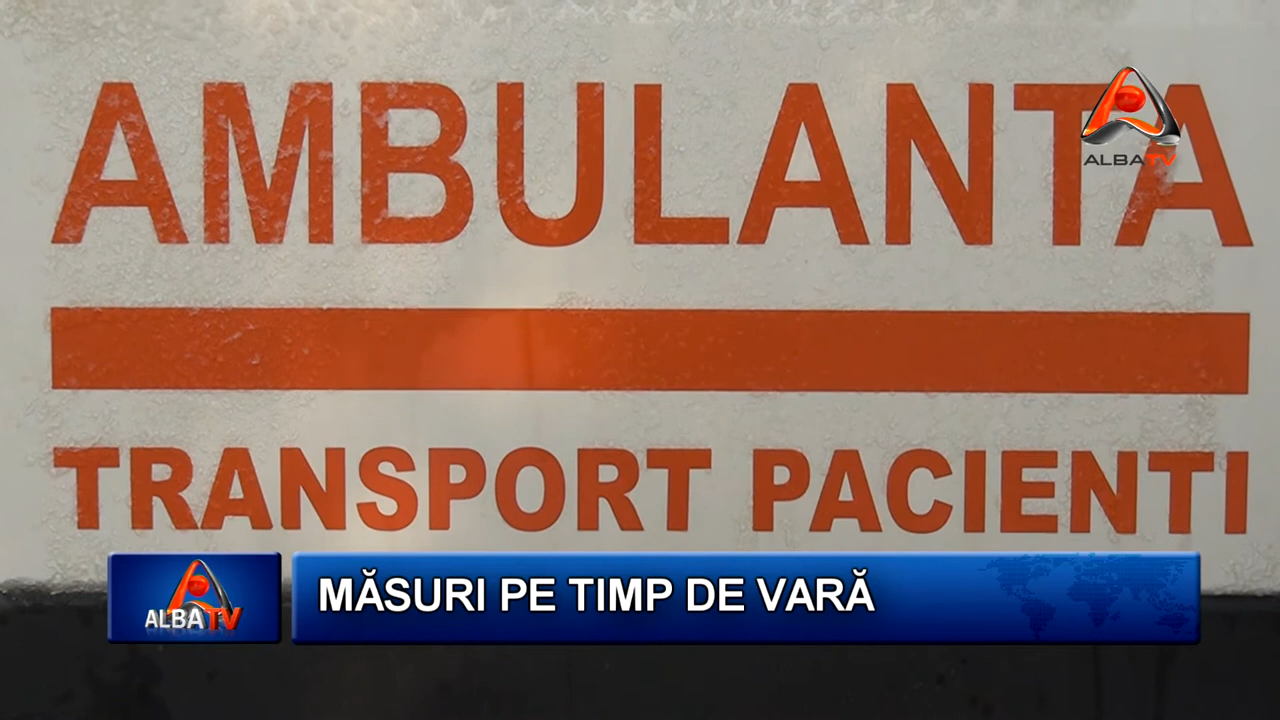 AMBULANTA
ALBATV
TRANSPORT PACIENTI
ALBATV
MĂSURI PE TIMP DE VARĂ